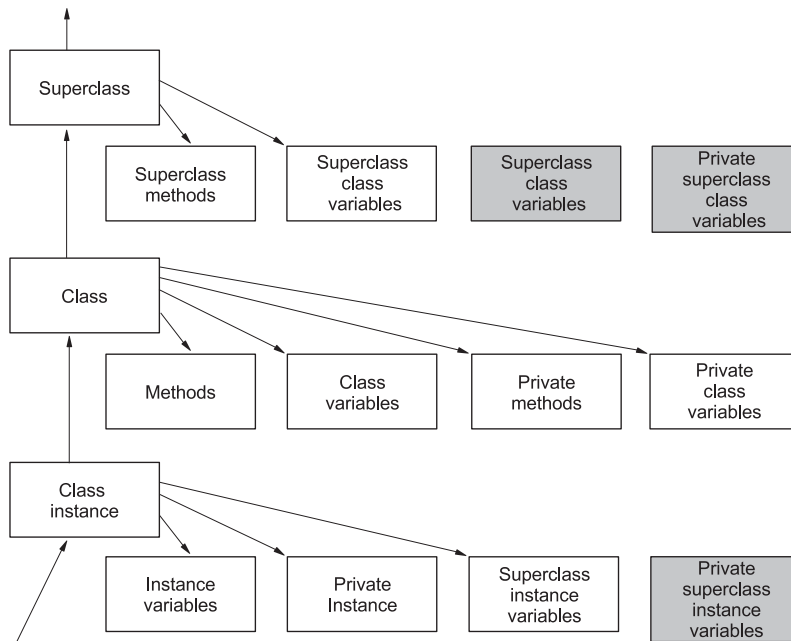 Superclass
Superclass
methods
Superclass
class
variables
Superclass
class
variables
Private
superclass
class
variables
Class
Methods
Class
variables
Private
methods
Private
class
variables
Class
instance
Instance
variables
Private
Instance
Superclass
instance
variables
Private
superclass
instance
variables